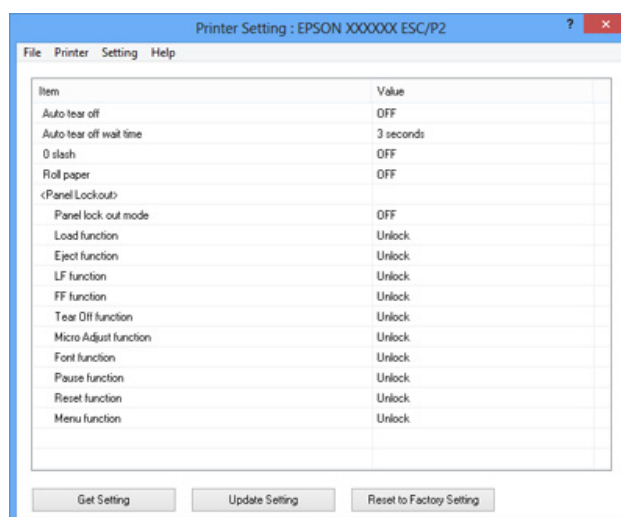 Printer Setting : EPSON XXXXXX ESC/P2
? ×
File Printer Setting Help
Item Value
Auto tear off OFF
Auto tear off wait time 3 seconds
0 slash OFF
Roll paper OFF
<Panel Lockout>
Panel lock out mode OFF
Load function Unlock
Eject function Unlock
LF function Unlock
FF function Unlock
Tear Off function Unlock
Micro Adjust function Unlock
Font function Unlock
Pause function Unlock
Reset function Unlock
Menu function Unlock
Get Setting Update Setting Reset to Factory Setting